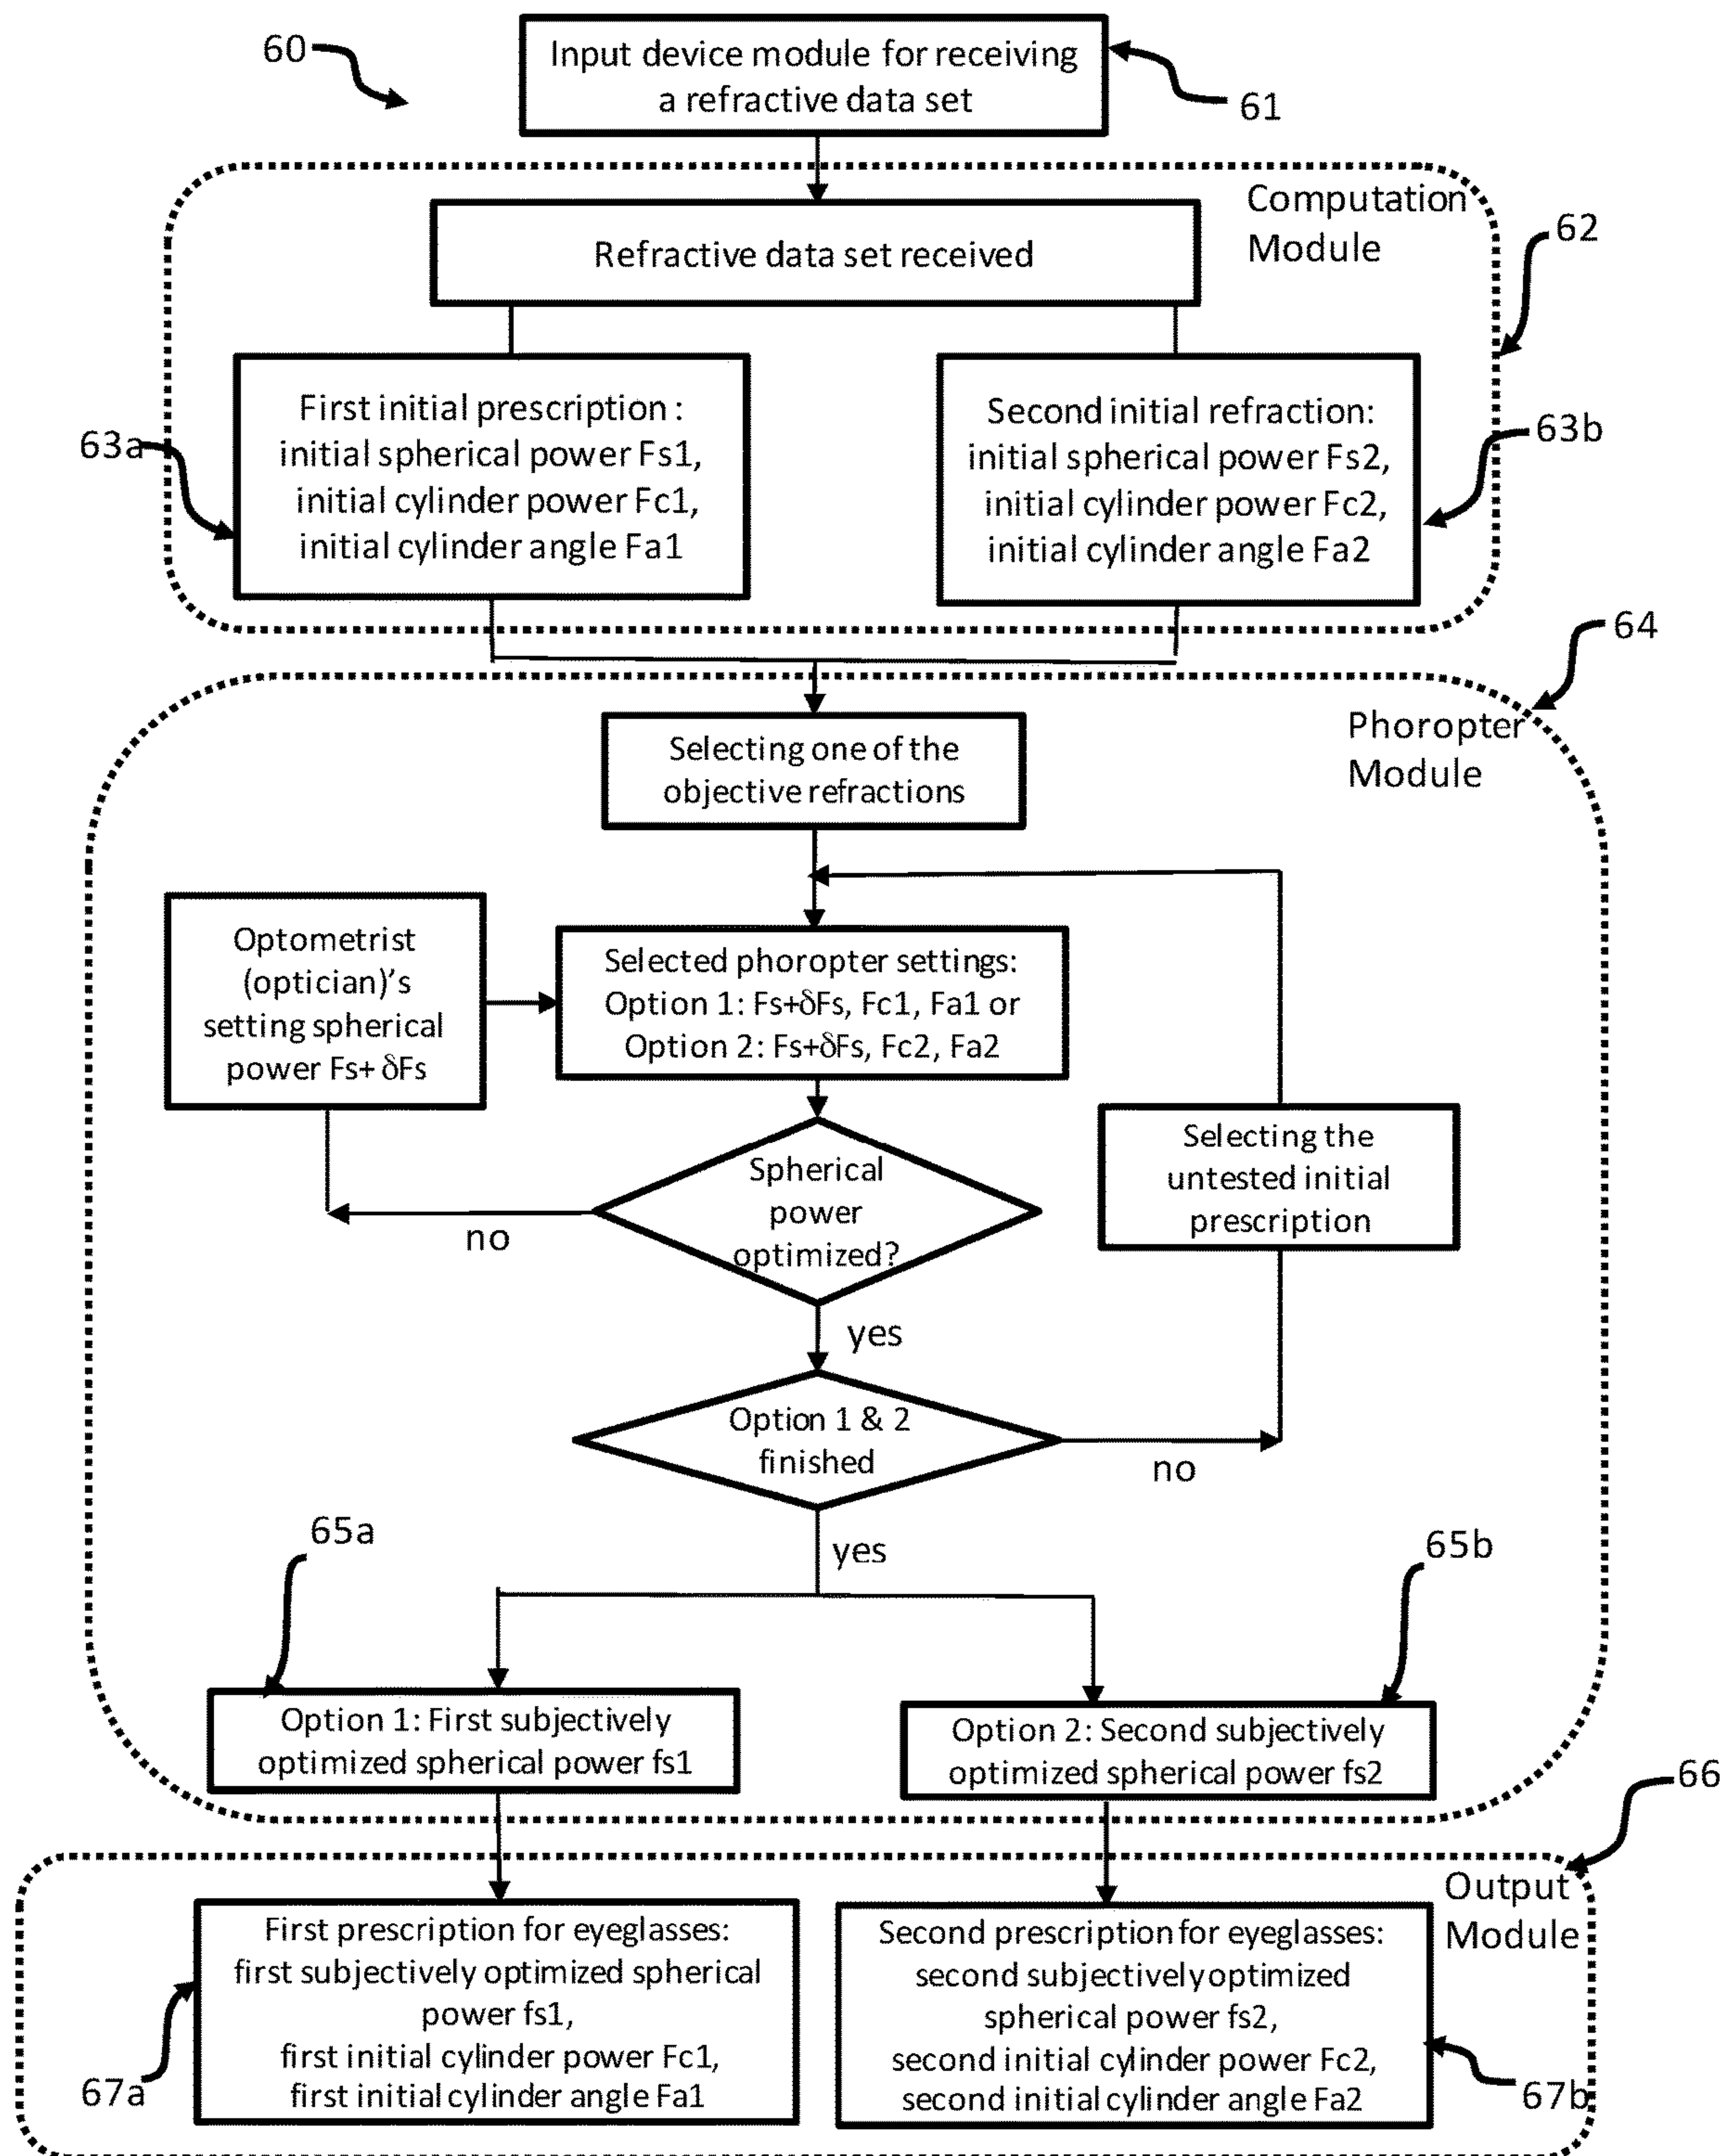 60
Input device module for receiving
a refractive data set
61
Computation
Module
62
Refractive data set received
First initial prescription :
initial spherical power Fs1,
initial cylinder power Fc1,
initial cylinder angle Fa1
63a
Second initial refraction:
initial spherical power Fs2,
initial cylinder power Fc2,
initial cylinder angle Fa2
63b
64
Phoropter
Module
Selecting one of the
objective refractions
Optometrist
(optician)'s
setting spherical
power Fs+ δFs
Selected phoropter settings:
Option 1: Fs+δFs, Fc1, Fa1 or
Option 2: Fs+δFs, Fc2, Fa2
Selecting the
untested initial
prescription
Spherical
power
optimized?
no
yes
Option 1 & 2
finished
no
yes
65a
65b
Option 1: First subjectively
optimized spherical power fs1
Option 2: Second subjectively
optimized spherical power fs2
66
Output
Module
First prescription for eyeglasses:
first subjectively optimized spherical
power fs1,
first initial cylinder power Fc1,
first initial cylinder angle Fa1
67a
Second prescription for eyeglasses:
second subjectively optimized
spherical power fs2,
second initial cylinder power Fc2,
second initial cylinder angle Fa2
67b